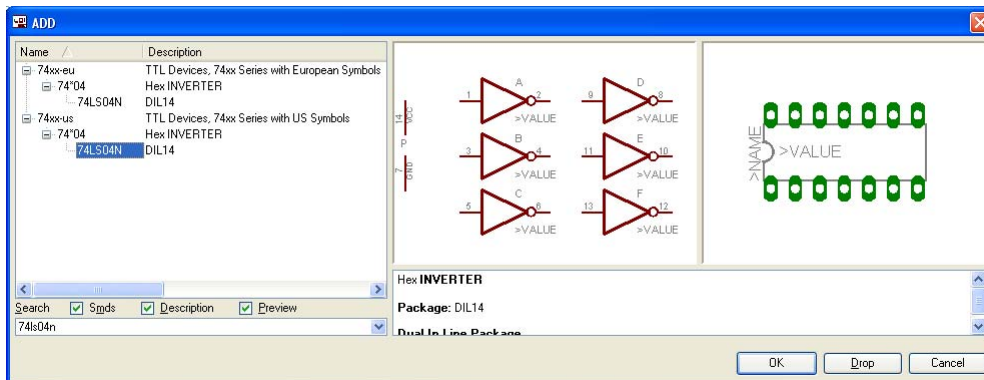 ADD
Name Description
74xx-eu TTL Devices, 74xx Series with European Symbols
74*04 Hex INVERTER
74LS04N DIL14
74xx-us TTL Devices, 74xx Series with US Symbols
74*04 Hex INVERTER
74LS04N DIL14
Search Smds Description Preview
74ls04n
A
1 2
>VALUE
D
9 8
>VALUE
14 VCC
P
7 GND
B
3 4
>VALUE
E
11 10
>VALUE
C
5 6
>VALUE
F
13 12
>VALUE
>NAME
>VALUE
Hex INVERTER
Package: DIL14
Dual In Line Package
OK Drop Cancel